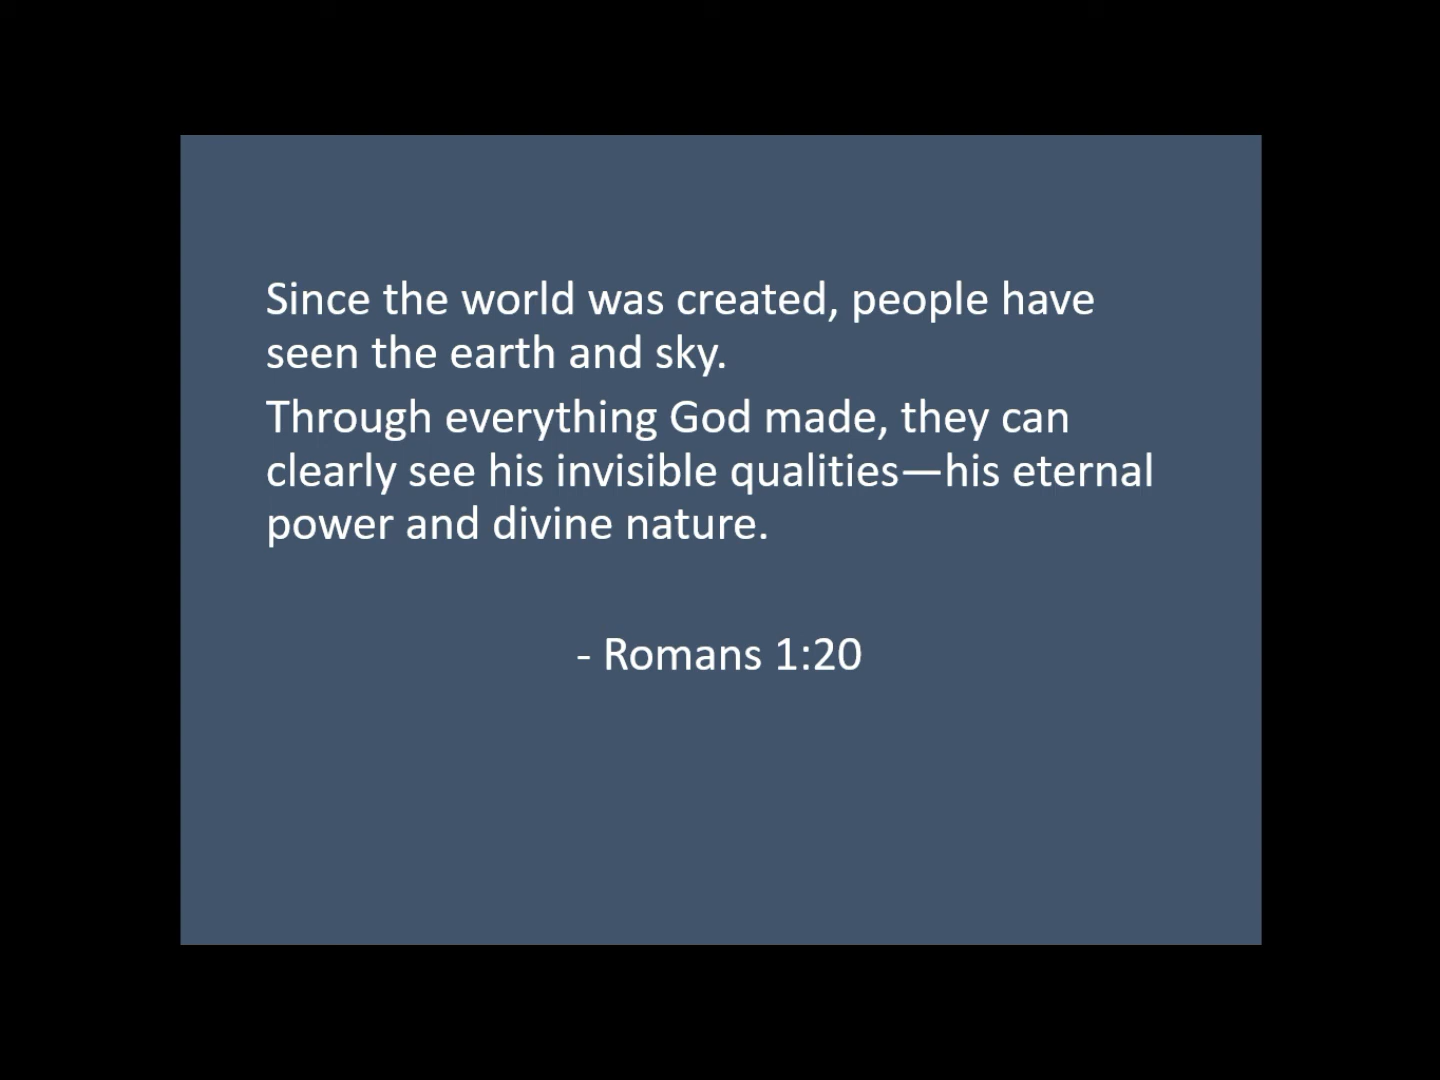 Since the world was created, people have
seen the earth and sky.
Through everything God made, they can
clearly see his invisible qualities—his eternal
power and divine nature.
- Romans 1:20